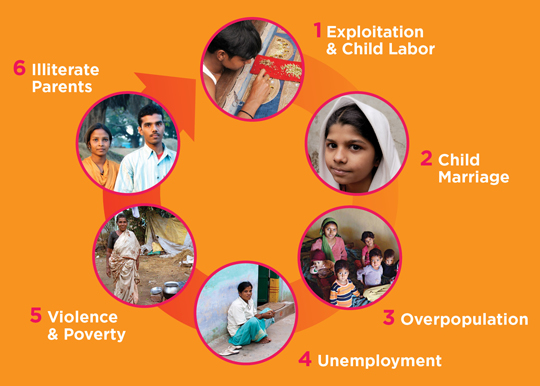 1 Exploitation
& Child Labor
2 Child
Marriage
3 Overpopulation
4 Unemployment
5 Violence
& Poverty
6 Illiterate
Parents